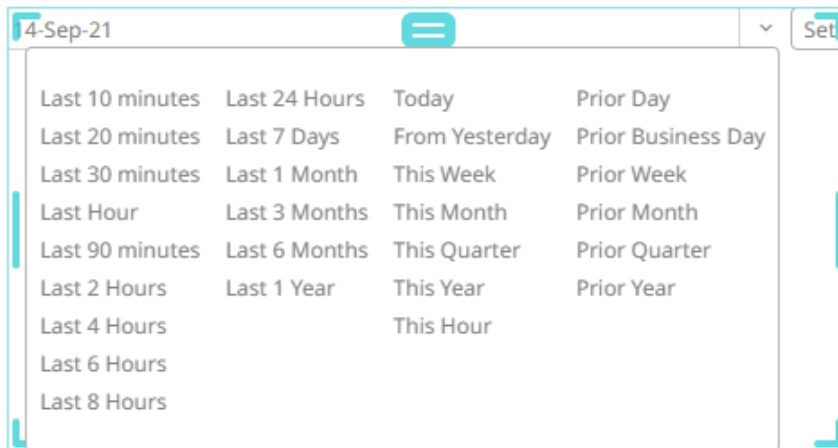 14-Sep-21
Set
Last 10 minutes Last 24 Hours Today Prior Day
Last 20 minutes Last 7 Days From Yesterday Prior Business Day
Last 30 minutes Last 1 Month This Week Prior Week
Last Hour Last 3 Months This Month Prior Month
Last 90 minutes Last 6 Months This Quarter Prior Quarter
Last 2 Hours Last 1 Year This Year Prior Year
Last 4 Hours This Hour
Last 6 Hours
Last 8 Hours